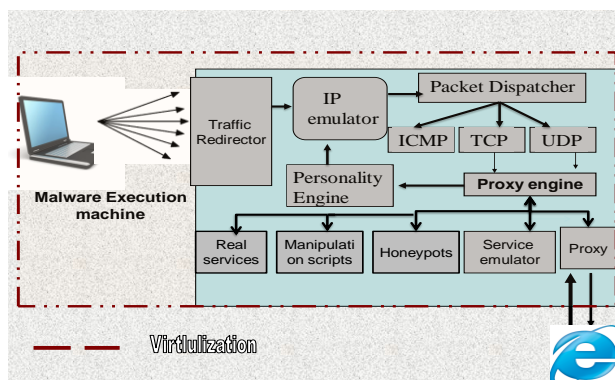 Malware Execution
machine
Traffic
Redirector
IP
emulator
Packet Dispatcher
ICMP
TCP
UDP
Personality
Engine
Proxy engine
Real
services
Manipulati
on scripts
Honeypots
Service
emulator
Proxy
Virtlulization